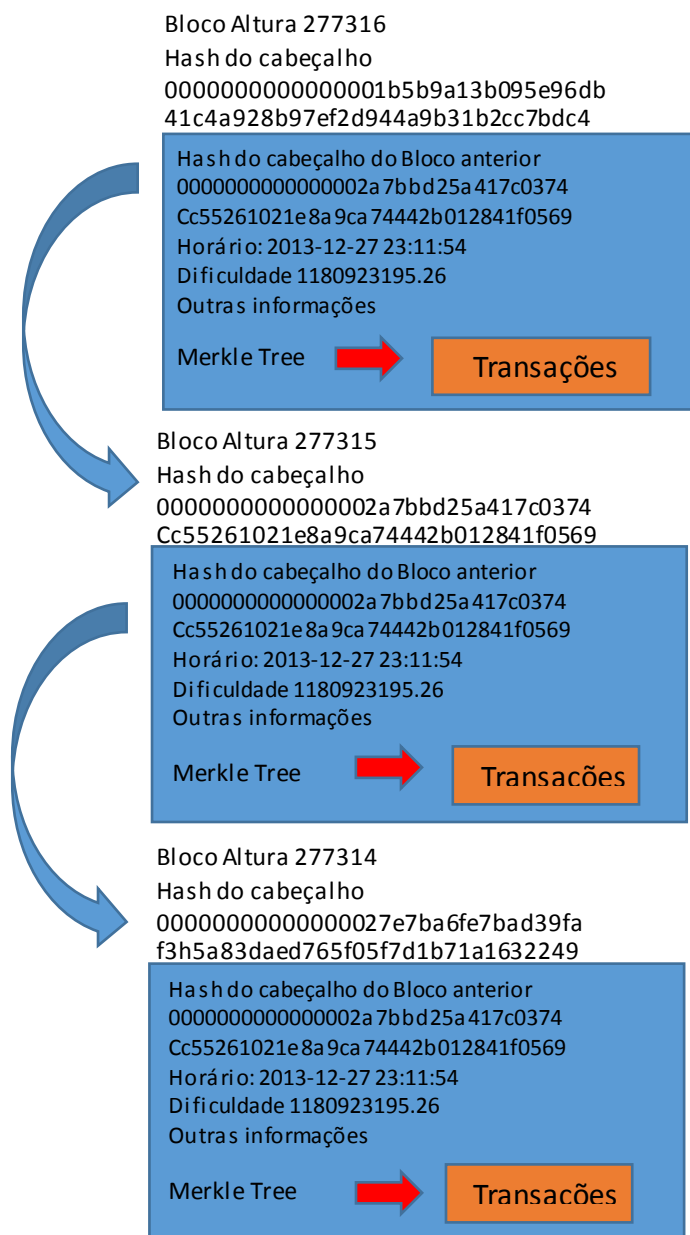 Bloco Altura 277316
Hash do cabeçalho
0000000000000001b5b9a13b095e96db
41c4a928b97ef2d944a9b31b2cc7bdc4
Hash do cabeçalho do Bloco anterior
0000000000000002a7bbd25a417c0374
Cc55261021e8a9ca74442b012841f0569
Horário: 2013-12-27 23:11:54
Dificuldade 1180923195.26
Outras informações
Merkle Tree Transações
Bloco Altura 277315
Hash do cabeçalho
0000000000000002a7bbd25a417c0374
Cc55261021e8a9ca74442b012841f0569
Hash do cabeçalho do Bloco anterior
0000000000000002a7bbd25a417c0374
Cc55261021e8a9ca74442b012841f0569
Horário: 2013-12-27 23:11:54
Dificuldade 1180923195.26
Outras informações
Merkle Tree Transacões
Bloco Altura 277314
Hash do cabeçalho
00000000000000027e7ba6fe7bad39fa
f3h5a83daed765f05f7d1b71a1632249
Hash do cabeçalho do Bloco anterior
0000000000000002a7bbd25a417c0374
Cc55261021e8a9ca74442b012841f0569
Horário: 2013-12-27 23:11:54
Dificuldade 1180923195.26
Outras informações
Merkle Tree Transacões